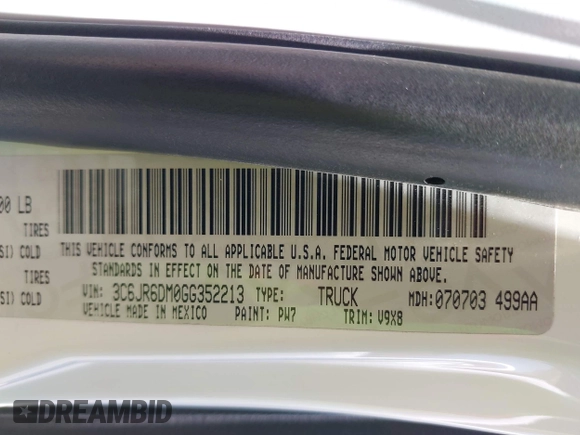 00 LB
TIRES
SI) COLD
TIRES
SI) COLD
THIS VEHICLE CONFORMS TO ALL APPLICABLE U.S.A. FEDERAL MOTOR VEHICLE SAFETY
STANDARDS IN EFFECT ON THE DATE OF MANUFACTURE SHOWN ABOVE.
VIN: 3C6JR6DM0GG352213 TYPE: TRUCK MDH: 070703 499AA
VEHICLE MADE IN MEXICO PAINT: PW7 TRIM: V9X8
DREAMBID